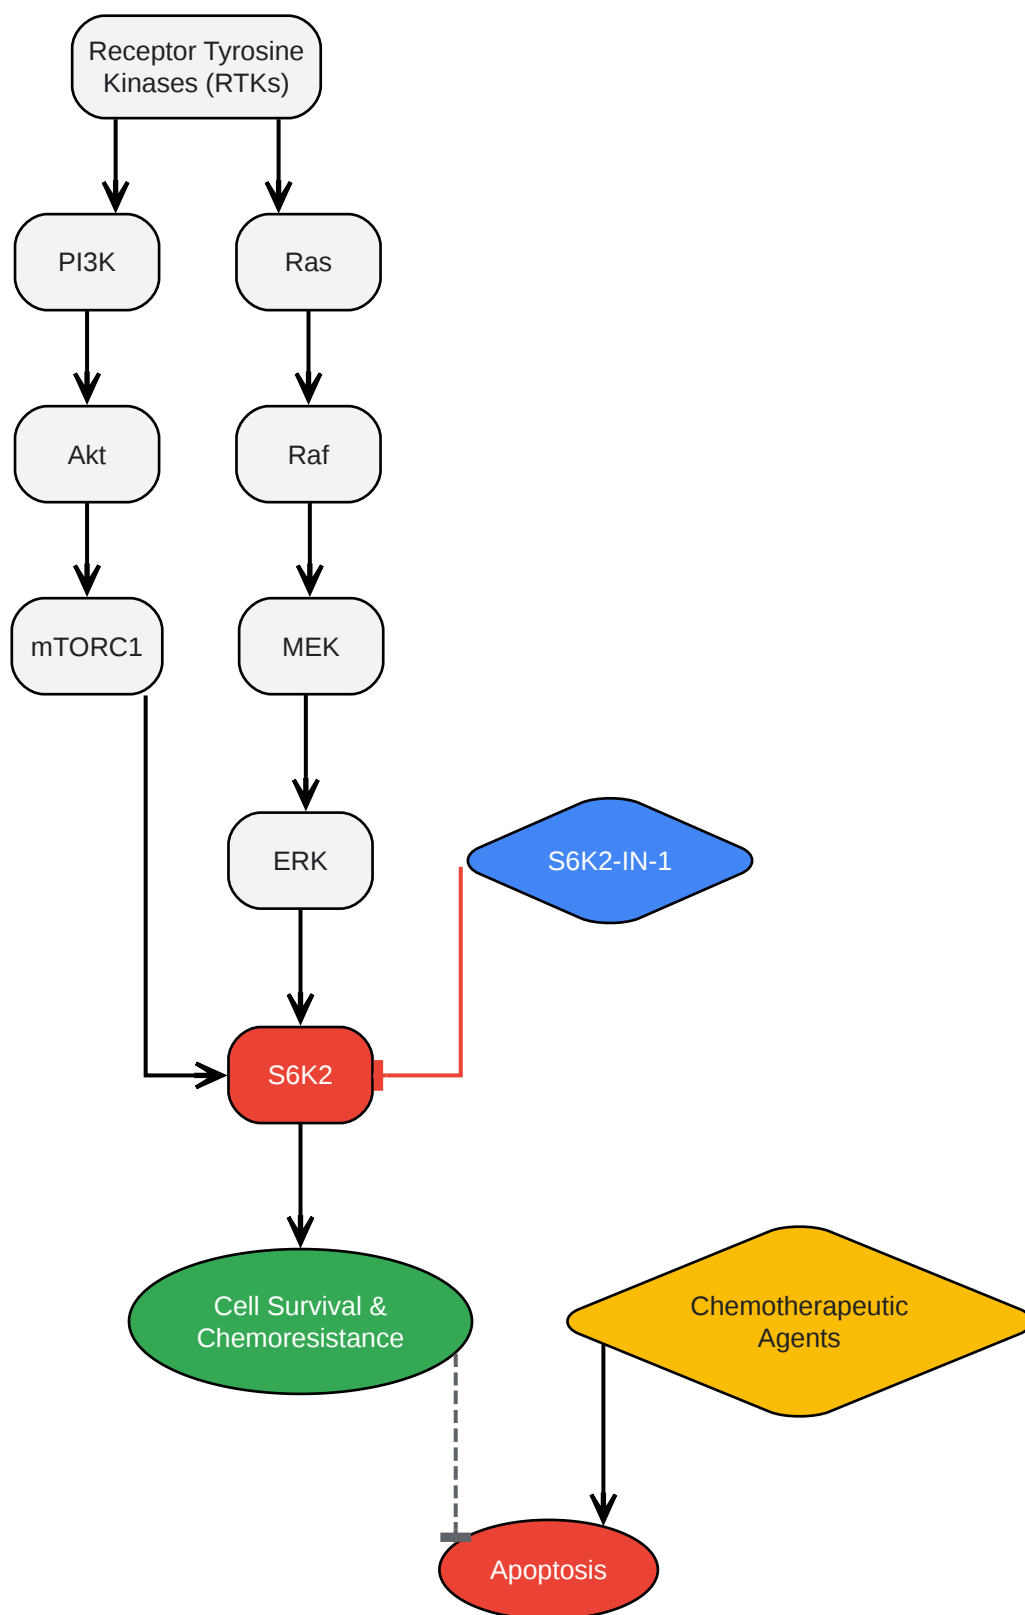 Receptor Tyrosine
Kinases (RTKs)
PI3K
Ras
Akt
Raf
mTORC1
MEK
ERK
S6K2-IN-1
S6K2
Cell Survival &
Chemoresistance
Chemotherapeutic
Agents
Apoptosis